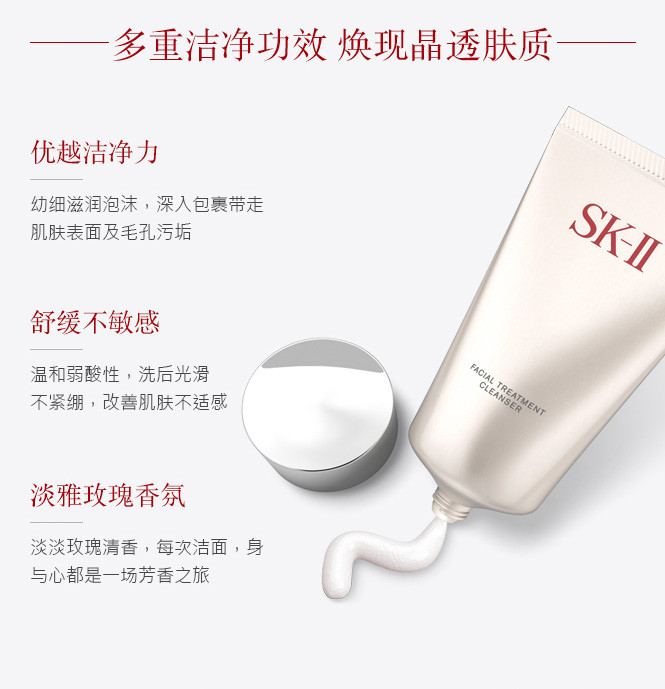 多重洁净功效 焕现晶透肤质
优越洁净力
幼细滋润泡沫，深入包裹带走
肌肤表面及毛孔污垢
舒缓不敏感
温和弱酸性，洗后光滑
不紧绷，改善肌肤不适感
淡雅玫瑰香氛
淡淡玫瑰清香，每次洁面，身
与心都是一场芳香之旅
SK-II
FACIAL TREATMENT
CLEANSER